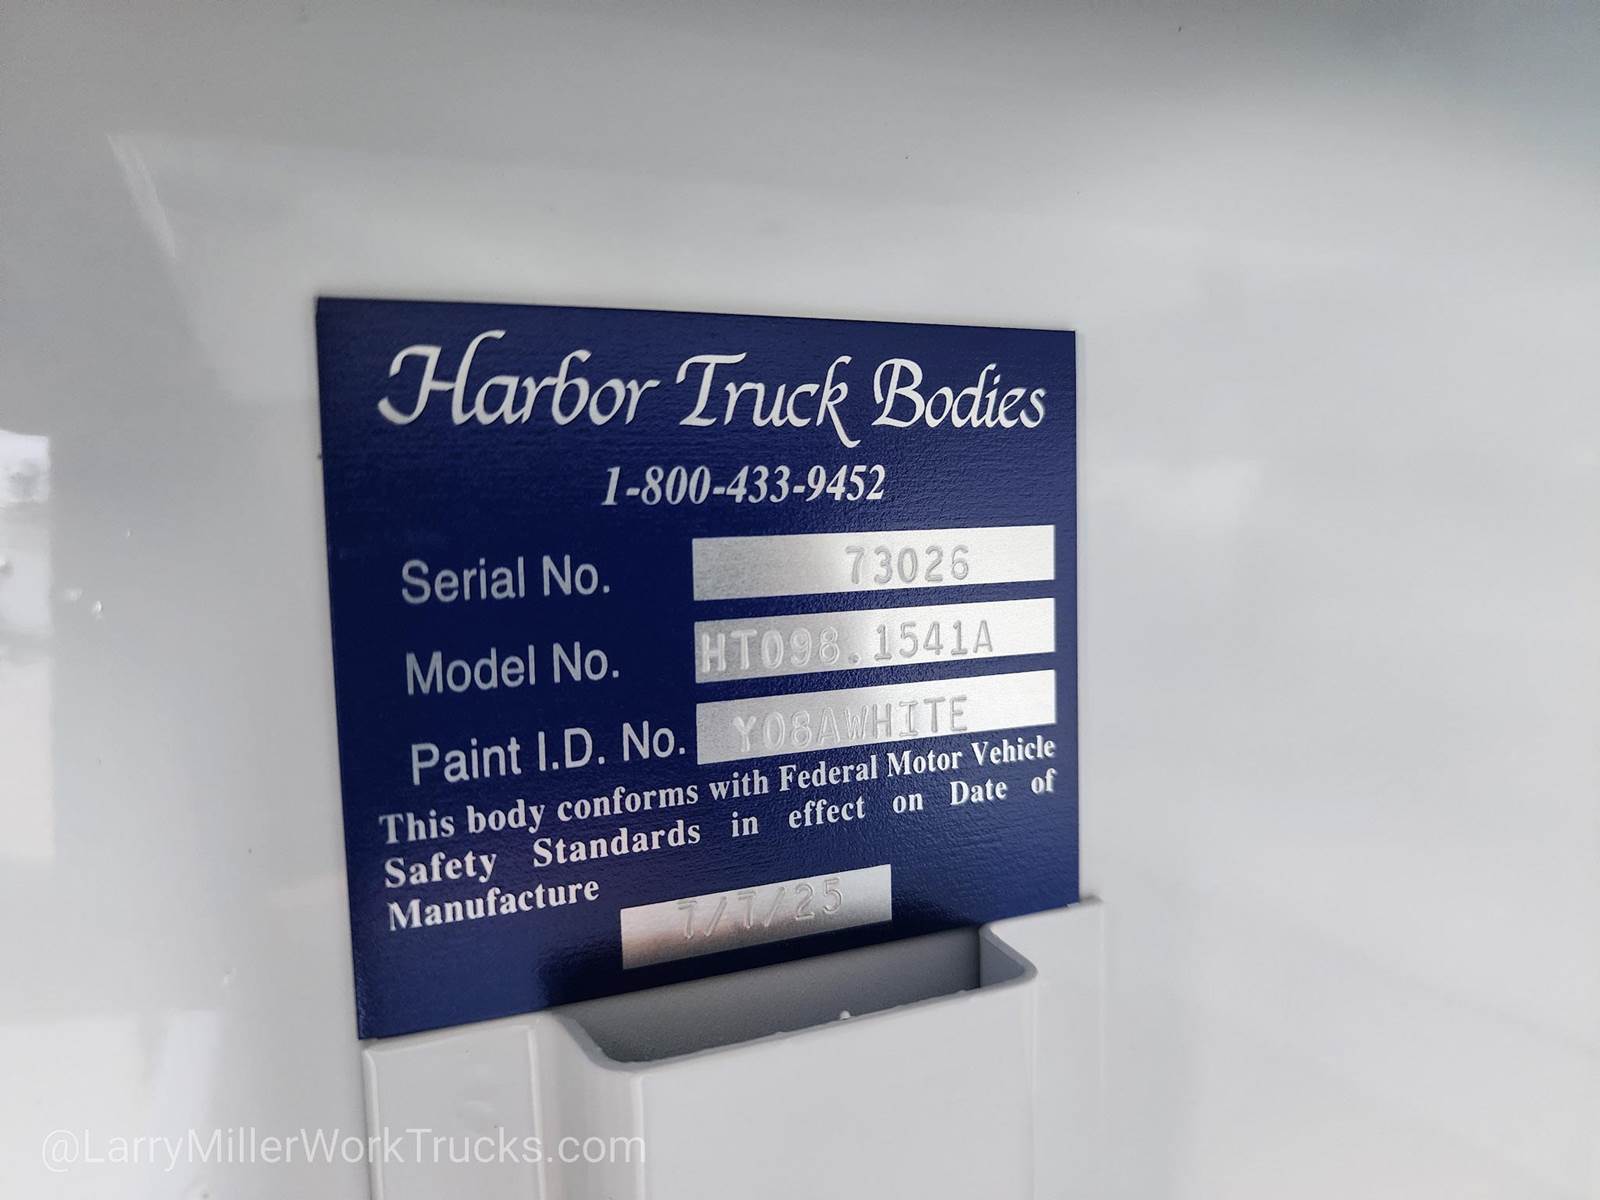 Harbor Truck Bodies
1-800-433-9452
Serial No. 73026
Model No. HT098.1541A
Paint I.D. No. Y08AWHITE
This body conforms with Federal Motor Vehicle
Safety Standards in effect on Date of
Manufacture 7/7/25
@LarryMillerWorkTrucks.com